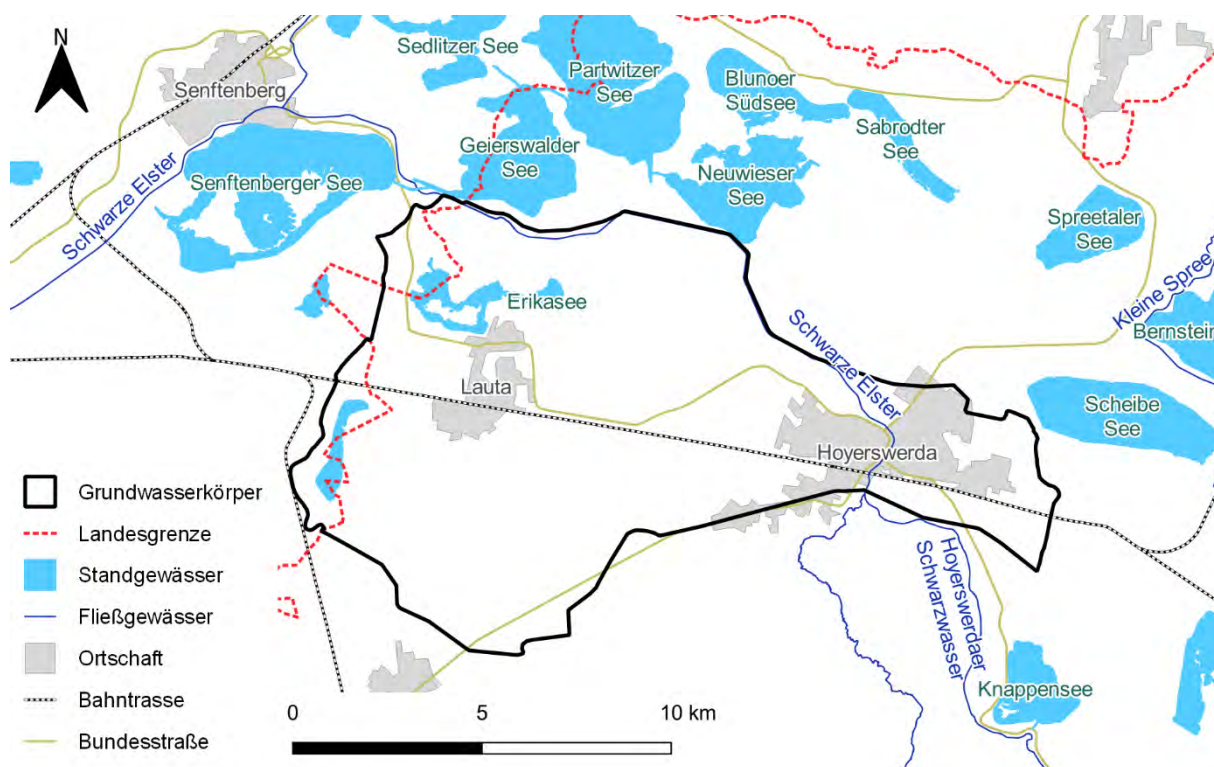 N
Sedlitzer See
Partwitzer
See
Blunoer
Südsee
Senftenberg
Sabrodter
See
Geierswalder
See
Neuwieser
See
Senftenberger See
Schwarze Elster
Spreetaler
See
Kleine Spree
Erikasee
Bernstein
Schwarze Elster
Lauta
Scheibe
See
Hoyerswerda
Hoyerswerdaer
Schwarzwasser
Knappensee
Grundwasserkörper
Landesgrenze
Standgewässer
Fließgewässer
Ortschaft
Bahntrasse
Bundesstraße
0 5 10 km